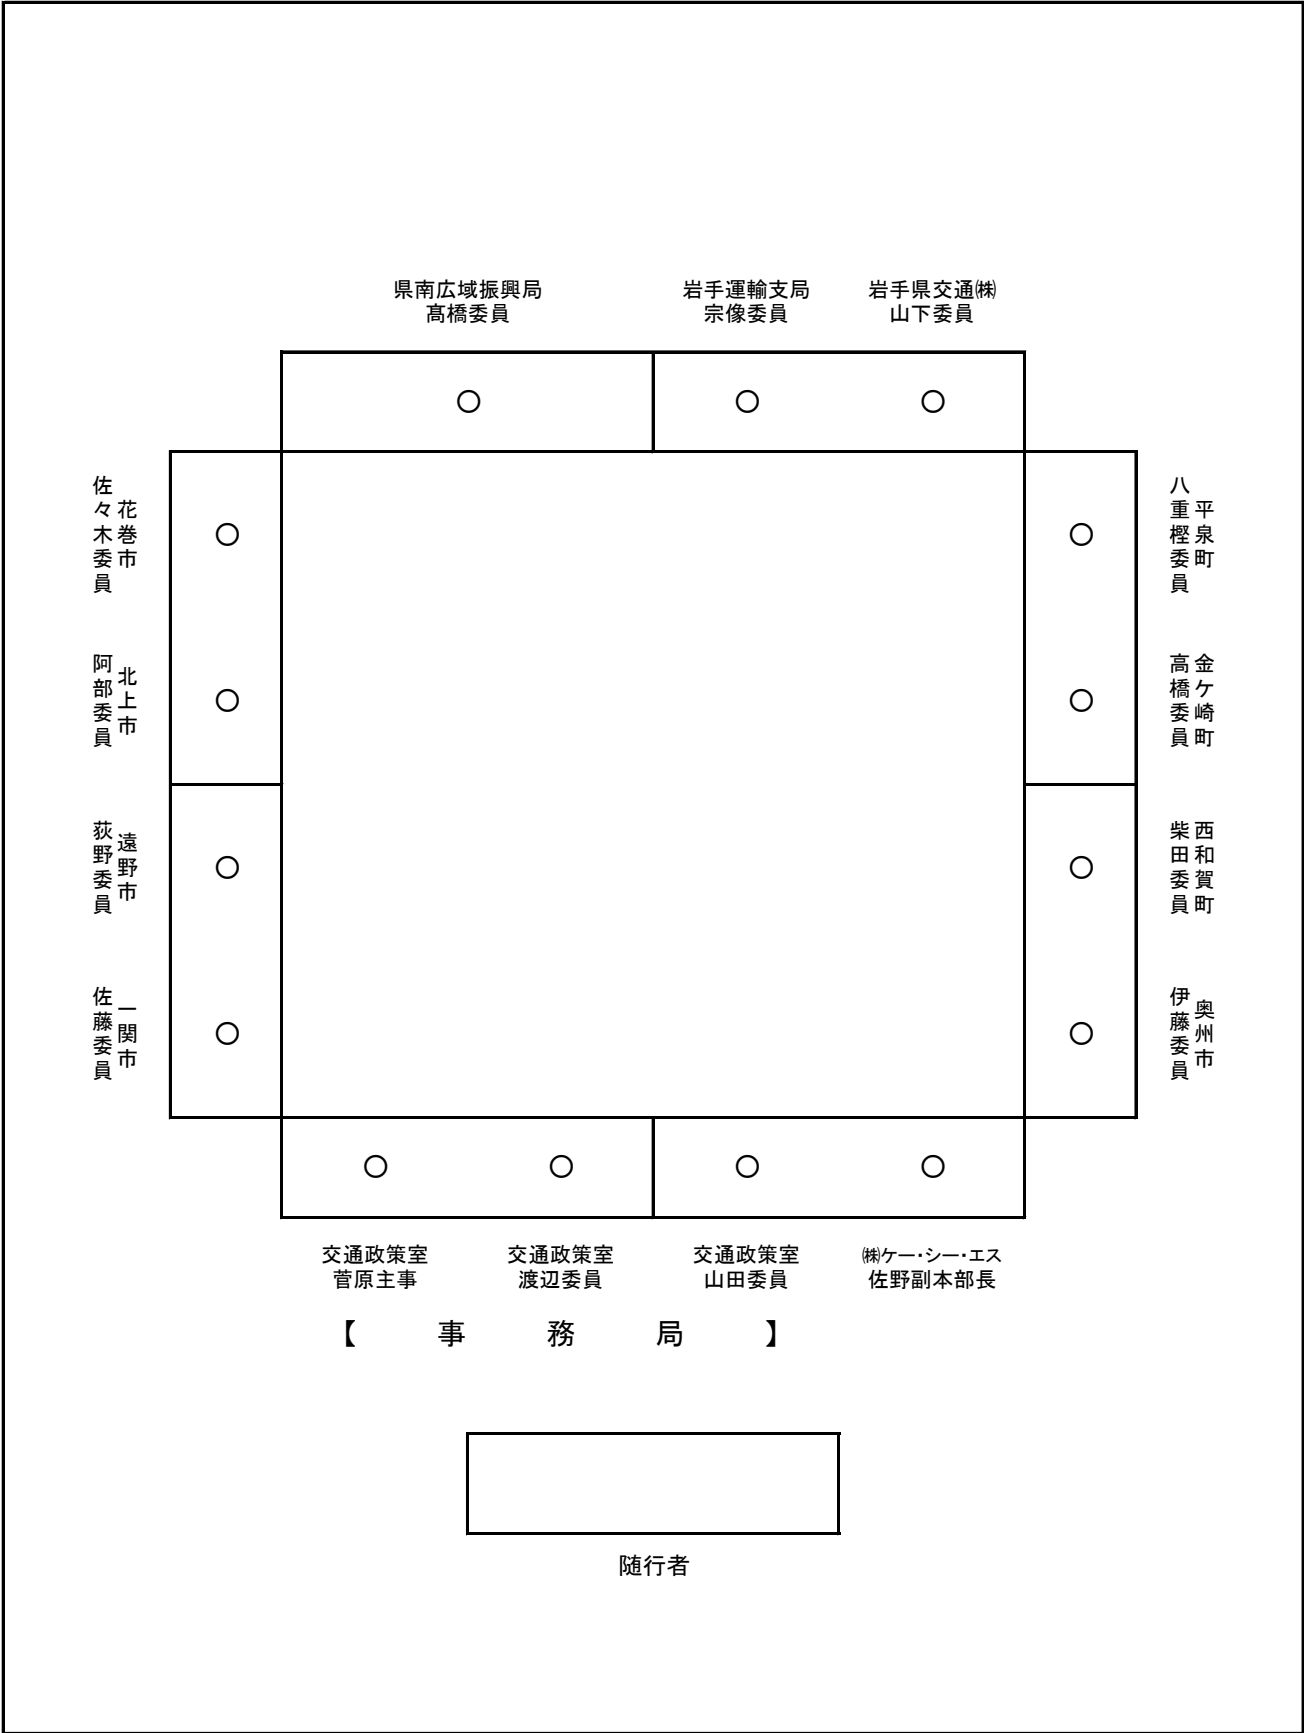 県南広域振興局
髙橋委員
岩手運輸支局
宗像委員
岩手県交通㈱
山下委員
花巻市
佐々木委員
北上市
阿部委員
遠野市
荻野委員
一関市
佐藤委員
平泉町
八重樫委員
金ケ崎町
高橋委員
西和賀町
柴田委員
奥州市
伊藤委員
交通政策室
菅原主事
交通政策室
渡辺委員
交通政策室
山田委員
㈱ケー・シー・エス
佐野副本部長
【 事 務 局 】
随行者